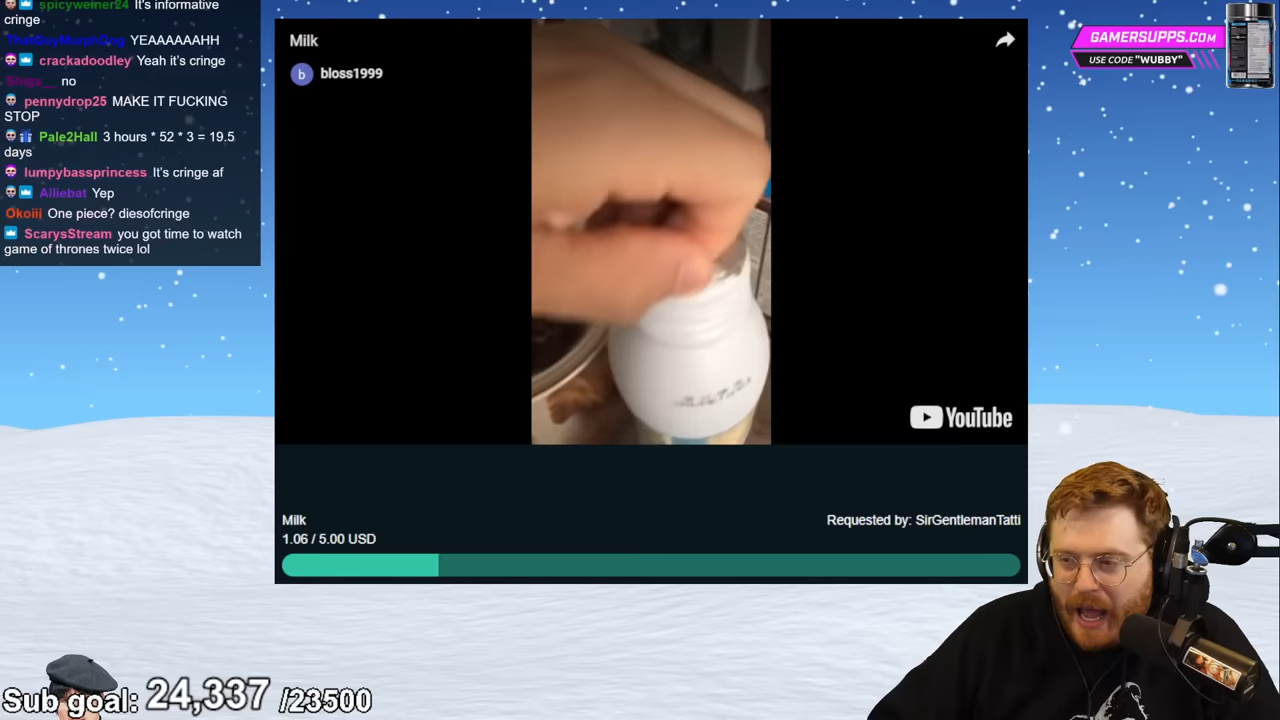 spicyweiner24 It's informative
cringe
ThatGuyMurphDog YEAAAAAAHH
crackadoodley Yeah it's cringe
no
pennydrop25 MAKE IT FUCKING
STOP
Pale2Hall 3 hours * 52 * 3 = 19.5
days
lumpybassprincess It's cringe af
Alliebat Yep
Okoiii One piece? diesofcringe
ScarysStream you got time to watch
game of thrones twice lol
Milk
b bloss1999
YouTube
Milk
Requested by: SirGentlemanTatti
1.06 / 5.00 USD
GAMERSUPPS.COM
USE CODE "WUBBY"
Sub goal: 24,337 /23500